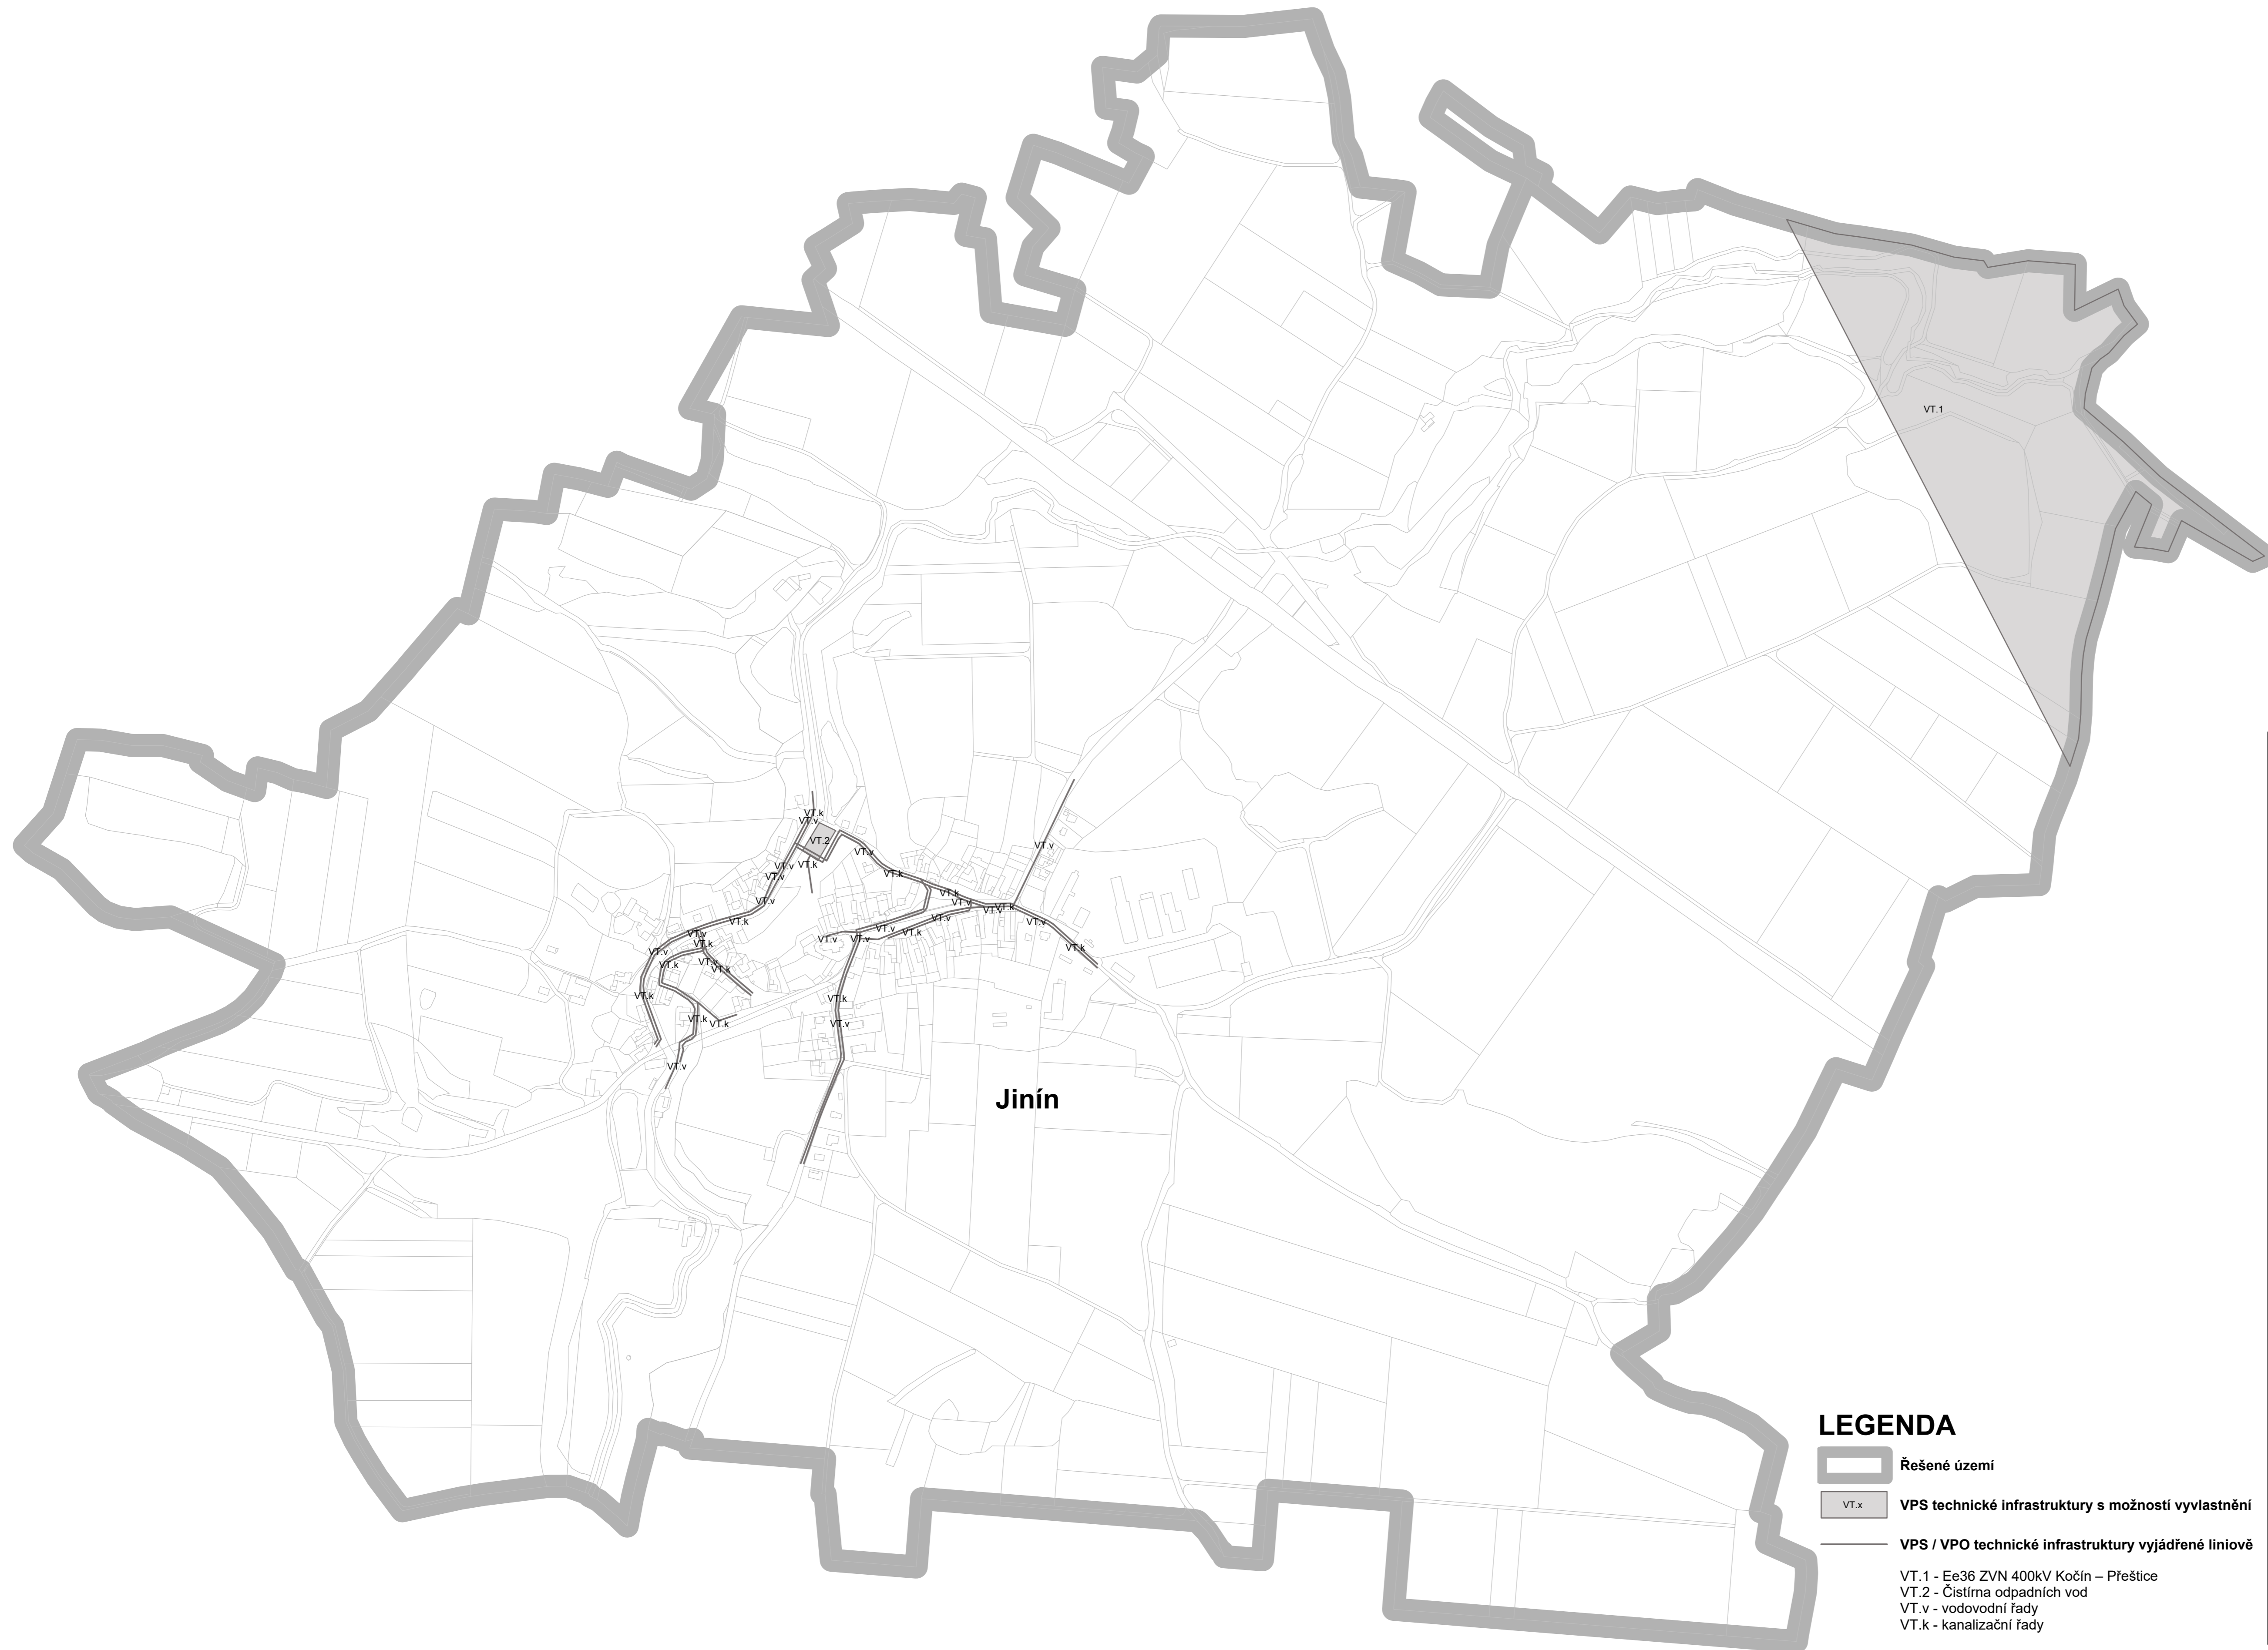 VT.1
VT.k
VT.v
VT.2
VT.v
VT.v
VT.k
VT.v
VT.v
VT.k
VT.k
VT.v
VT.k
VT.v
VT.v
VT.k
VT.v
VT.v
VT.k
VT.v
VT.v
VT.v
VT.k
VT.v
VT.k
VT.v
VT.k
VT.k
VT.v
VT.k
VT.k
VT.k
VT.v
VT.k
VT.k
VT.v
Jinín
LEGENDA
Řešené území
VT.x VPS technické infrastruktury s možností vyvlastnění
VPS / VPO technické infrastruktury vyjádřené liniově
VT.1 - Ee36 ZVN 400kV Kočín – Přeštice
VT.2 - Čistírna odpadních vod
VT.v - vodovodní řady
VT.k - kanalizační řady